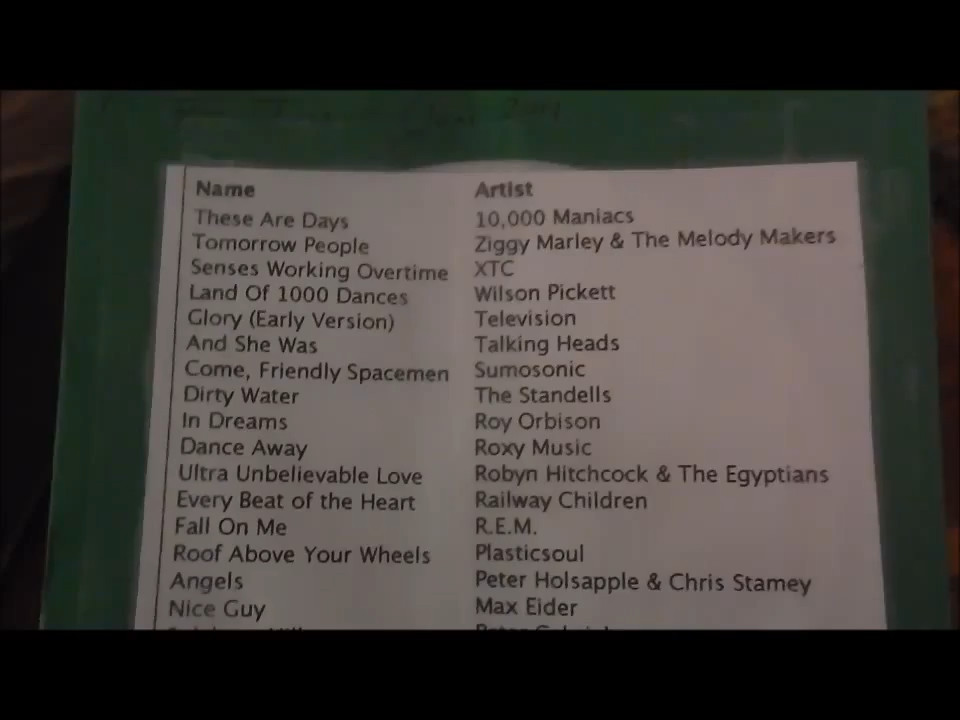 Name Artist
These Are Days 10,000 Maniacs
Tomorrow People Ziggy Marley & The Melody Makers
Senses Working Overtime XTC
Land Of 1000 Dances Wilson Pickett
Glory (Early Version) Television
And She Was Talking Heads
Come, Friendly Spacemen Sumosonic
Dirty Water The Standells
In Dreams Roy Orbison
Dance Away Roxy Music
Ultra Unbelievable Love Robyn Hitchcock & The Egyptians
Every Beat of the Heart Railway Children
Fall On Me R.E.M.
Roof Above Your Wheels Plasticsoul
Angels Peter Holsapple & Chris Stamey
Nice Guy Max Eider